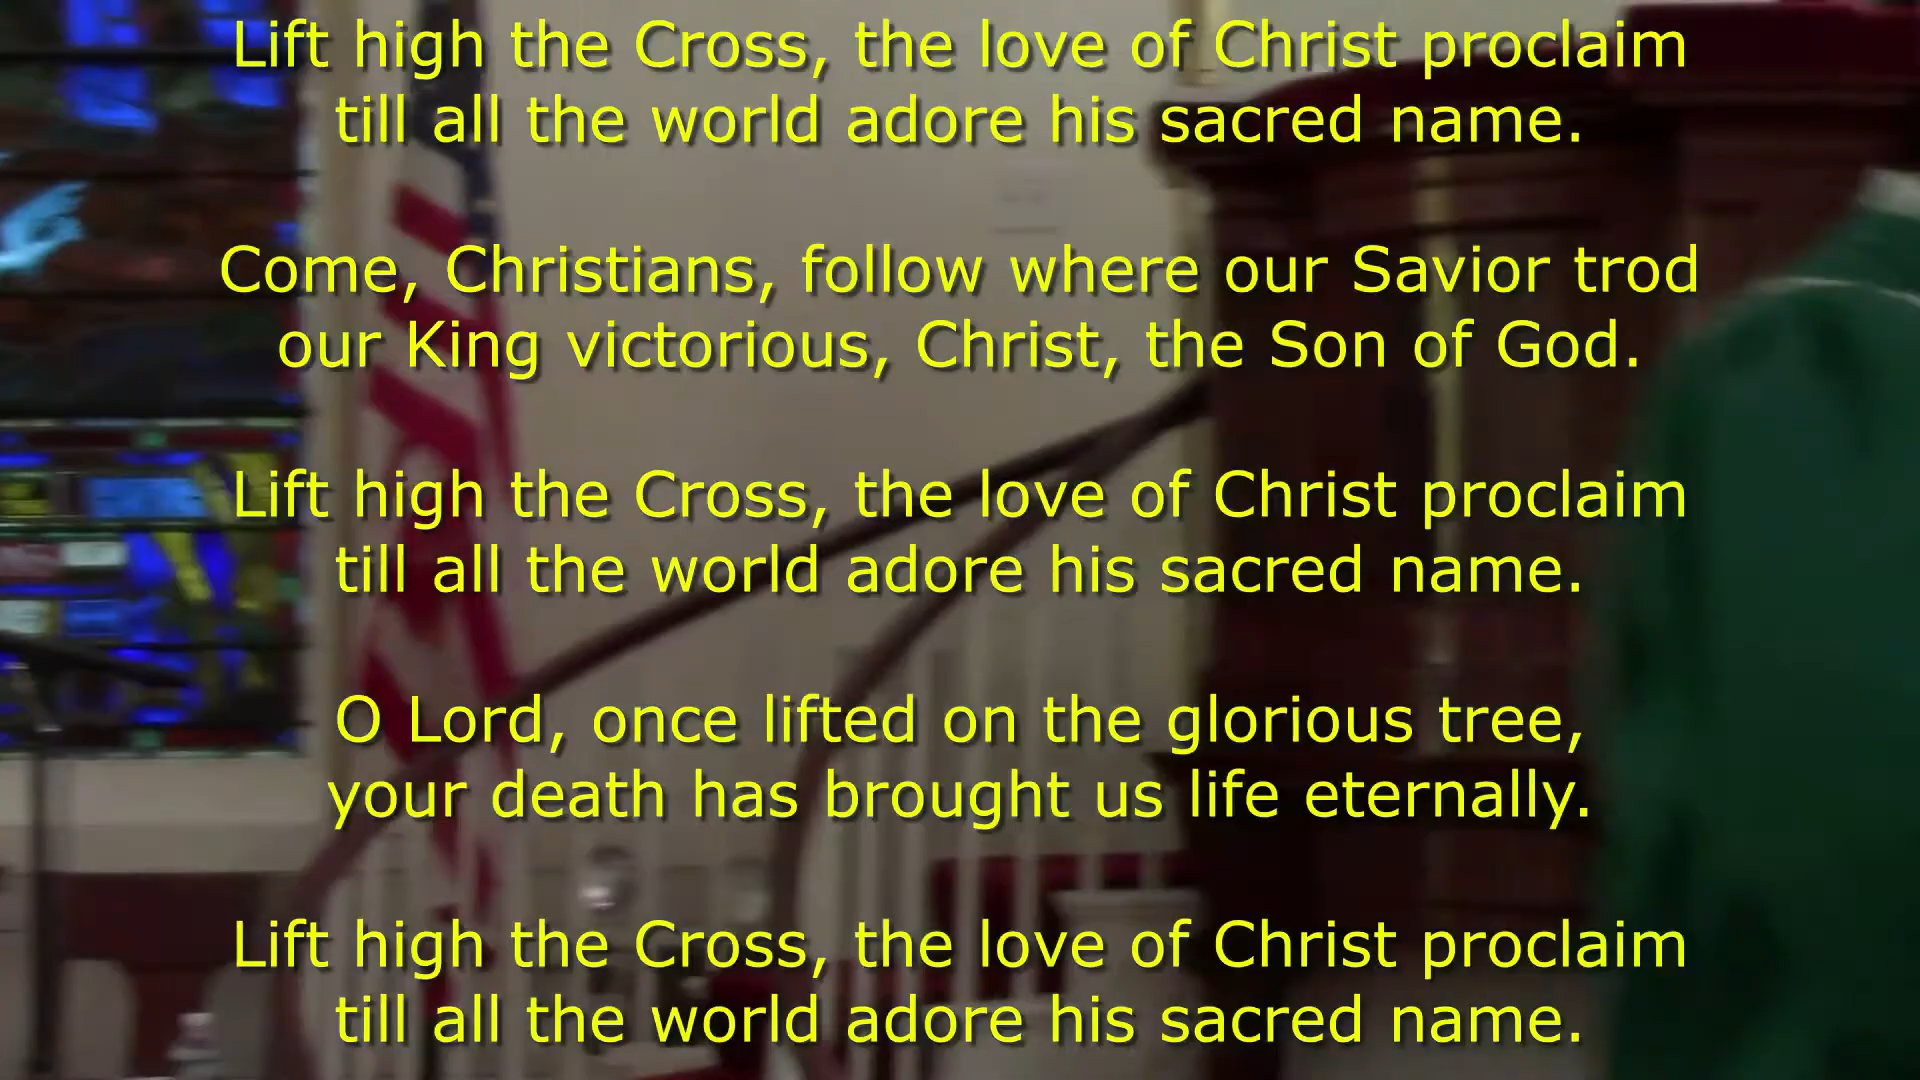 Lift high the Cross, the love of Christ proclaim
till all the world adore his sacred name.
Come, Christians, follow where our Savior trod
our King victorious, Christ, the Son of God.
Lift high the Cross, the love of Christ proclaim
till all the world adore his sacred name.
O Lord, once lifted on the glorious tree,
your death has brought us life eternally.
Lift high the Cross, the love of Christ proclaim
till all the world adore his sacred name.